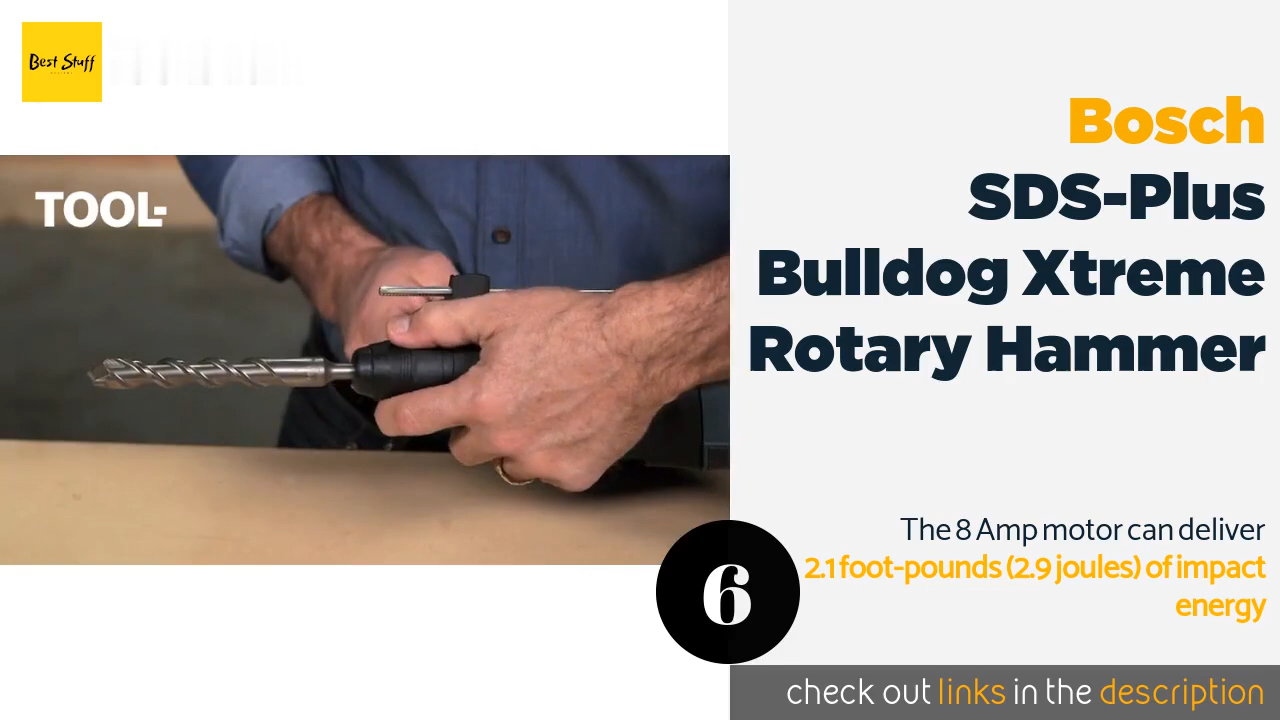 Best Stuff
TOOL-
Bosch
SDS-Plus
Bulldog Xtreme
Rotary Hammer
The 8 Amp motor can deliver
2.1 foot-pounds (2.9 joules) of impact
energy
6
check out links in the description